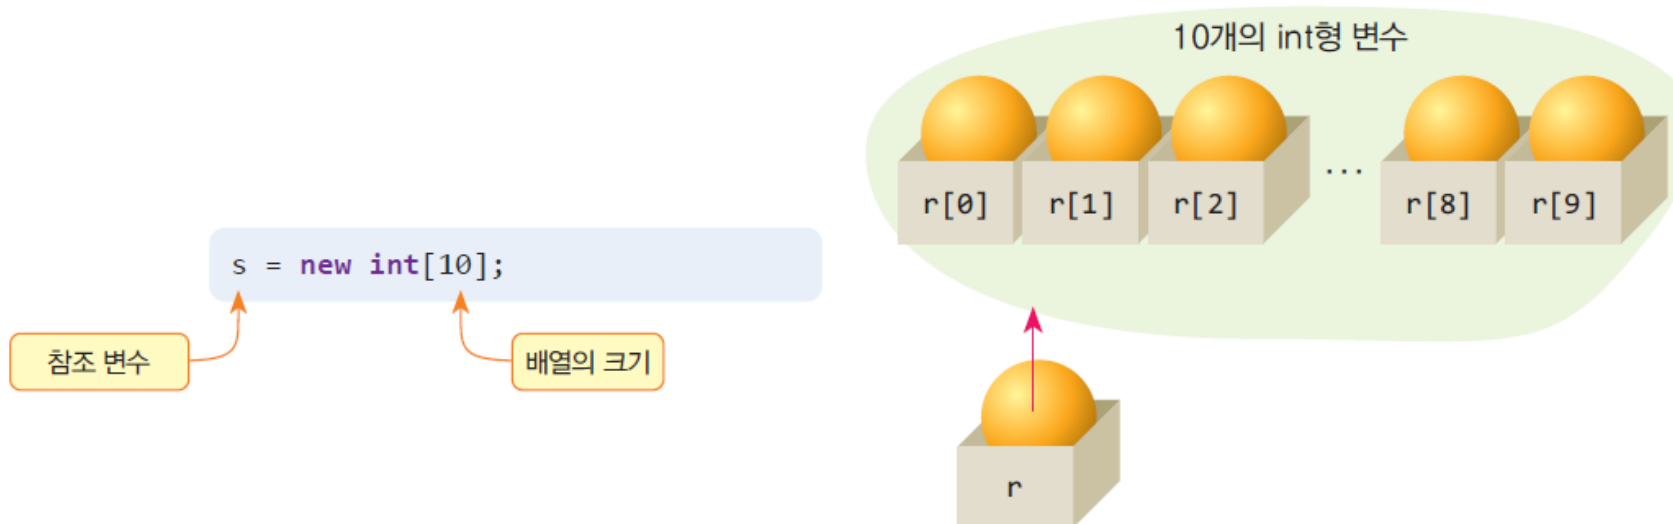 s = new int[10];
참조 변수
배열의 크기
10개의 int형 변수
r[0] r[1] r[2] ... r[8] r[9]
r